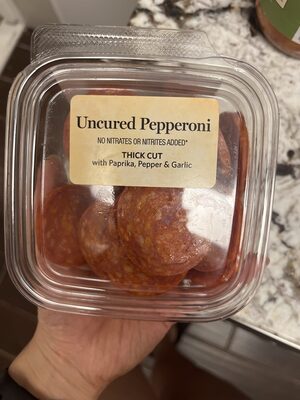 Uncured Pepperoni
NO NITRATES OR NITRITES ADDED*
THICK CUT
with Paprika, Pepper & Garlic